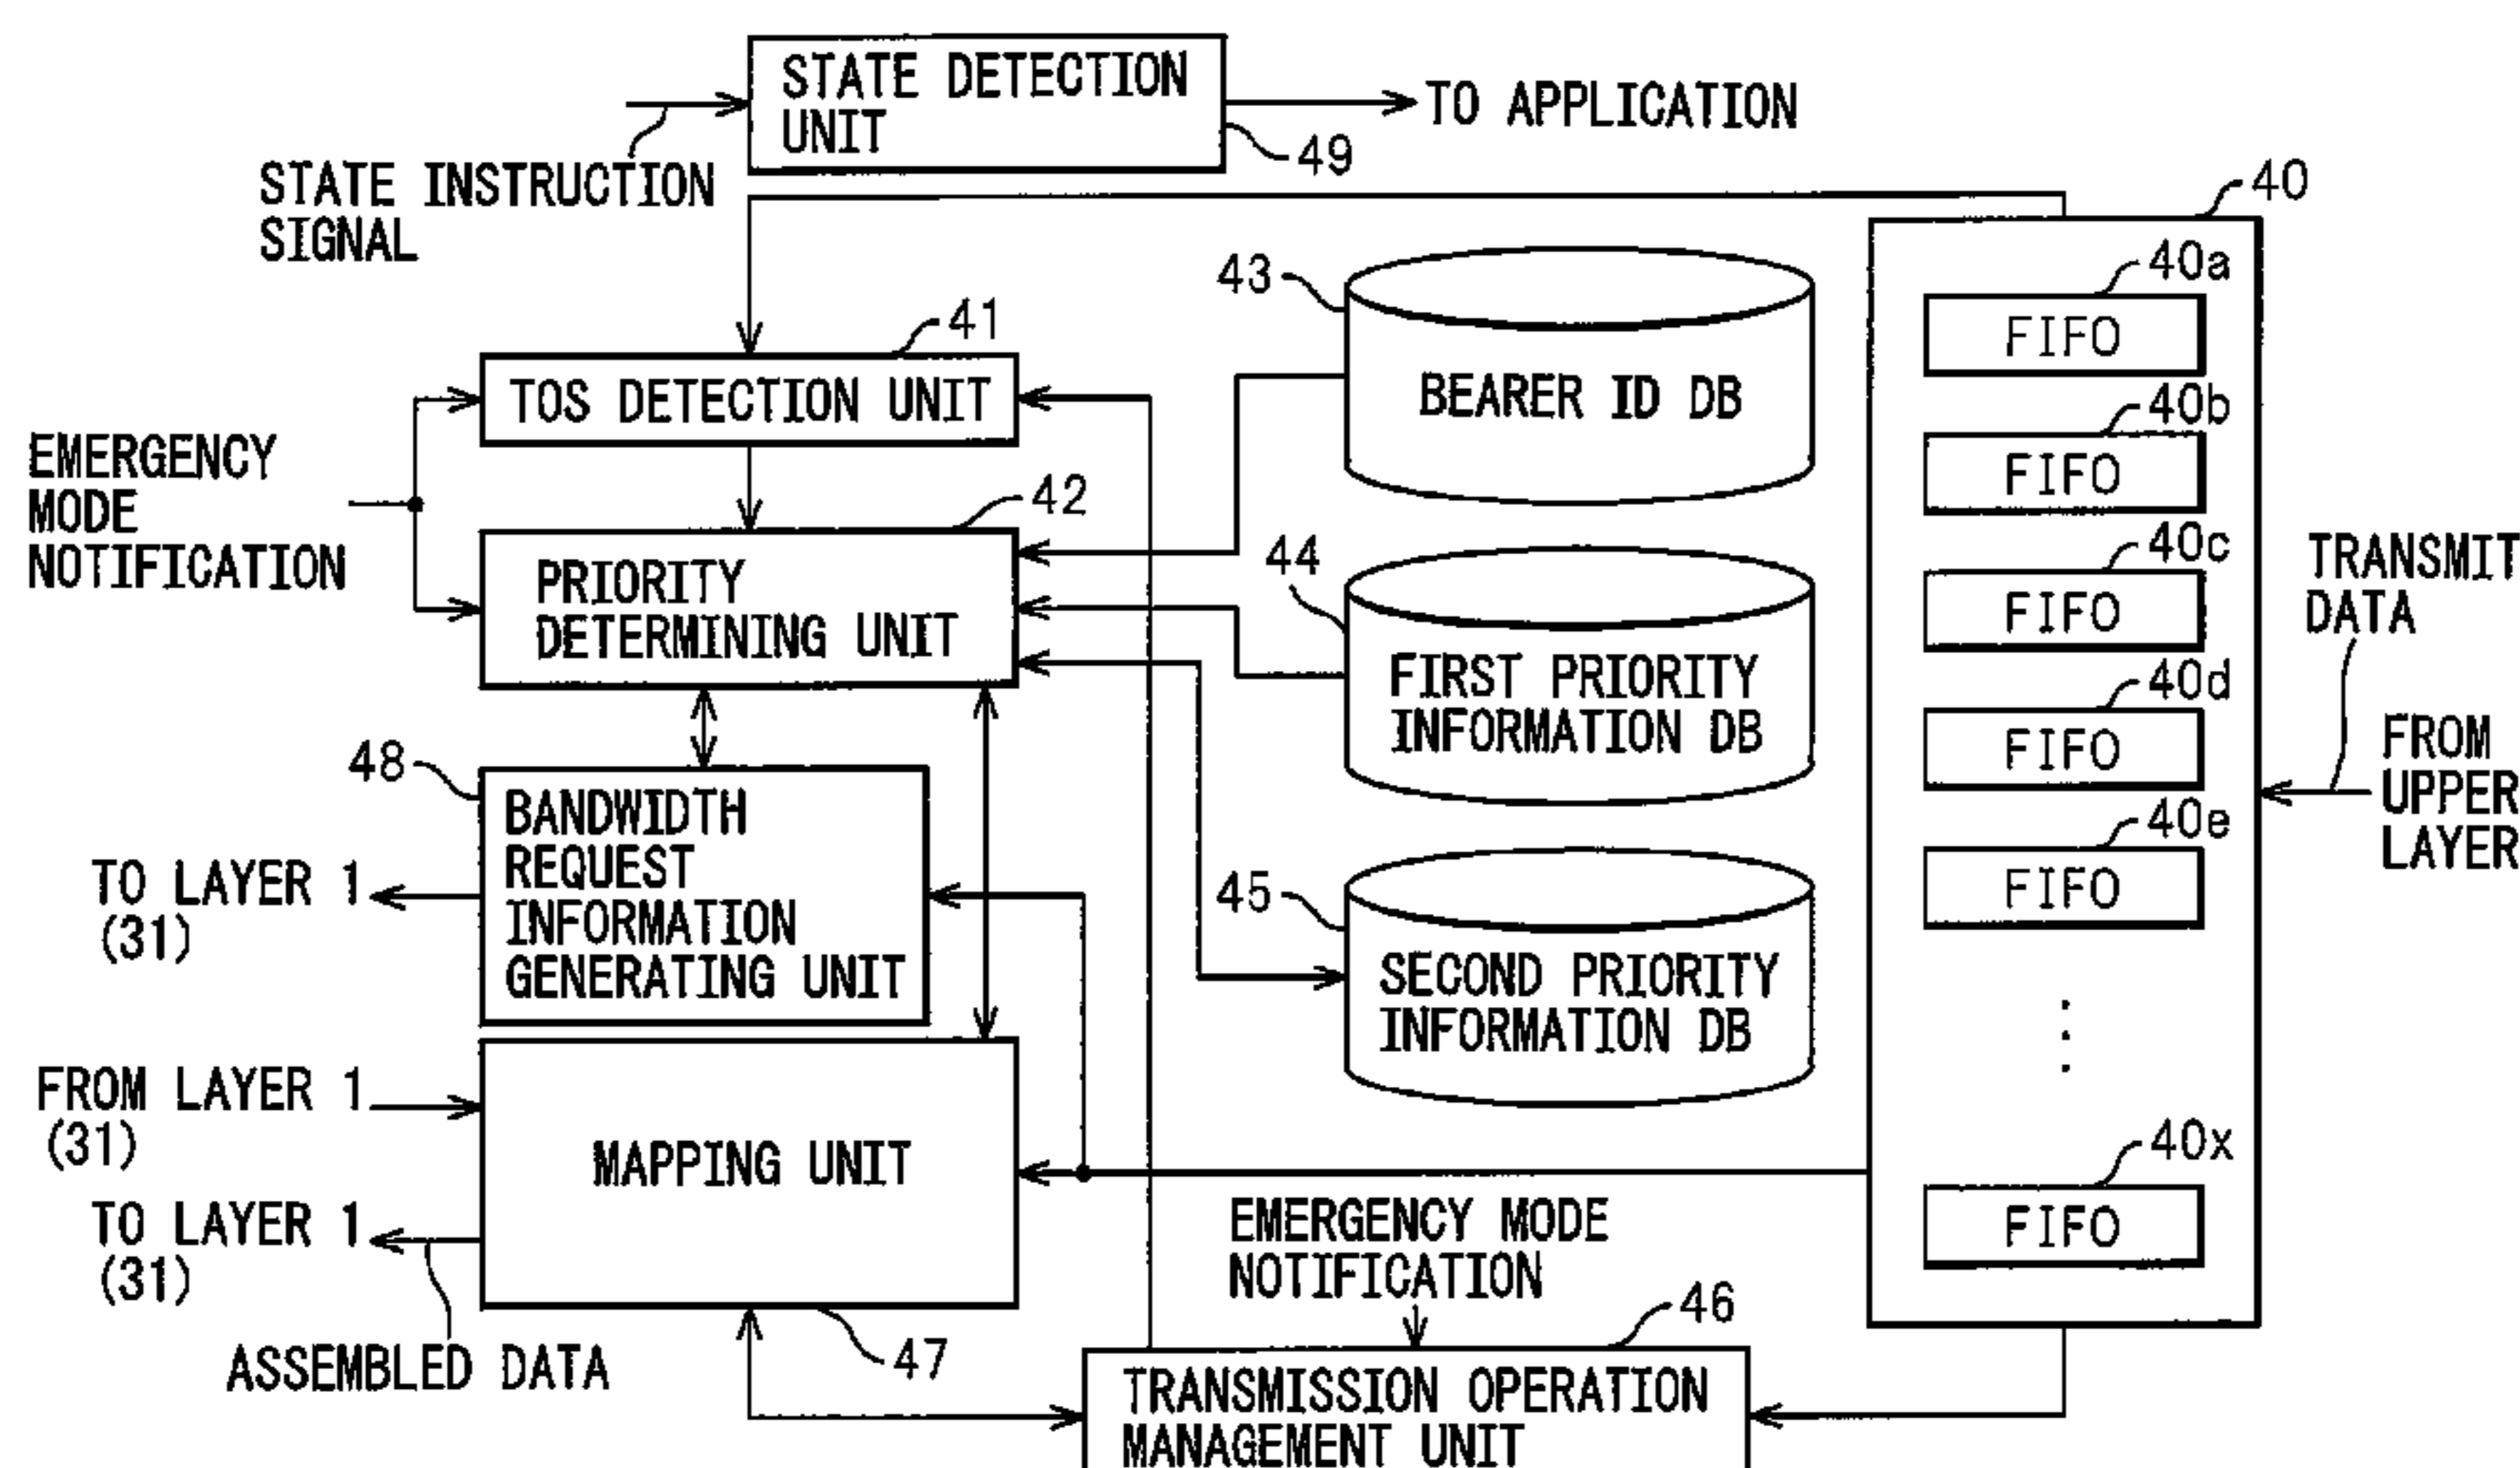 STATE DETECTION
UNIT
TO APPLICATION
49
STATE INSTRUCTION
SIGNAL
40
43
40a
FIFO
41
TOS DETECTION UNIT
BEARER ID DB
40b
FIFO
EMERGENCY
MODE
NOTIFICATION
42
PRIORITY
DETERMINING UNIT
44
FIRST PRIORITY
INFORMATION DB
40c
FIFO
TRANSMIT
DATA
40d
FIFO
FROM
UPPER
LAYER
48
BANDWIDTH
REQUEST
INFORMATION
GENERATING UNIT
TO LAYER 1
(31)
45
SECOND PRIORITY
INFORMATION DB
40e
FIFO
FROM LAYER 1
(31)
MAPPING UNIT
40x
FIFO
TO LAYER 1
(31)
EMERGENCY MODE
NOTIFICATION
46
ASSEMBLED DATA
47
TRANSMISSION OPERATION
MANAGEMENT UNIT